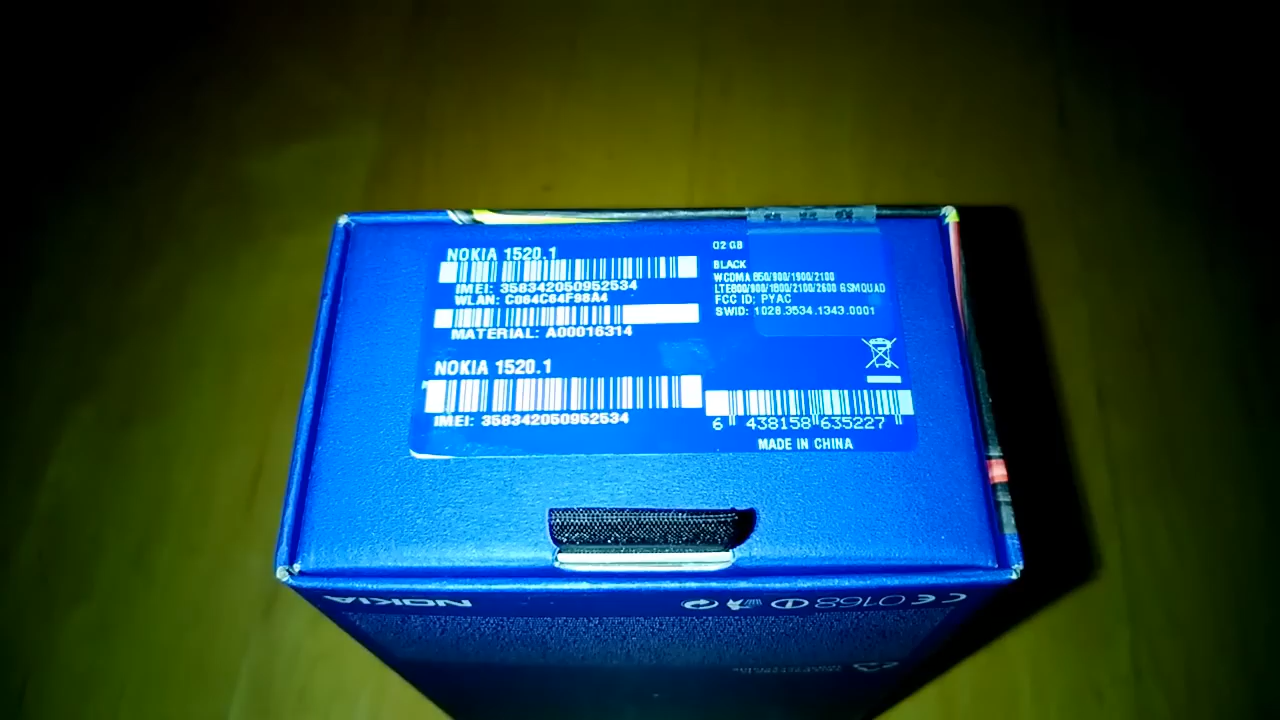 NOKIA 1520.1
IMEI: 358342050952534
WLAN: C064C64F98A4
MATERIAL: A00016314
NOKIA 1520.1
IMEI: 358342050952534
O2 GB
BLACK
WCDMA 850/900/1900/2100
LTE800/900/1800/2100/2600 GSMQUAD
FCC ID: PYAC
SWID: 1028.3534.1343.0001
6 438158 635227
MADE IN CHINA
NOKIA
CE0168